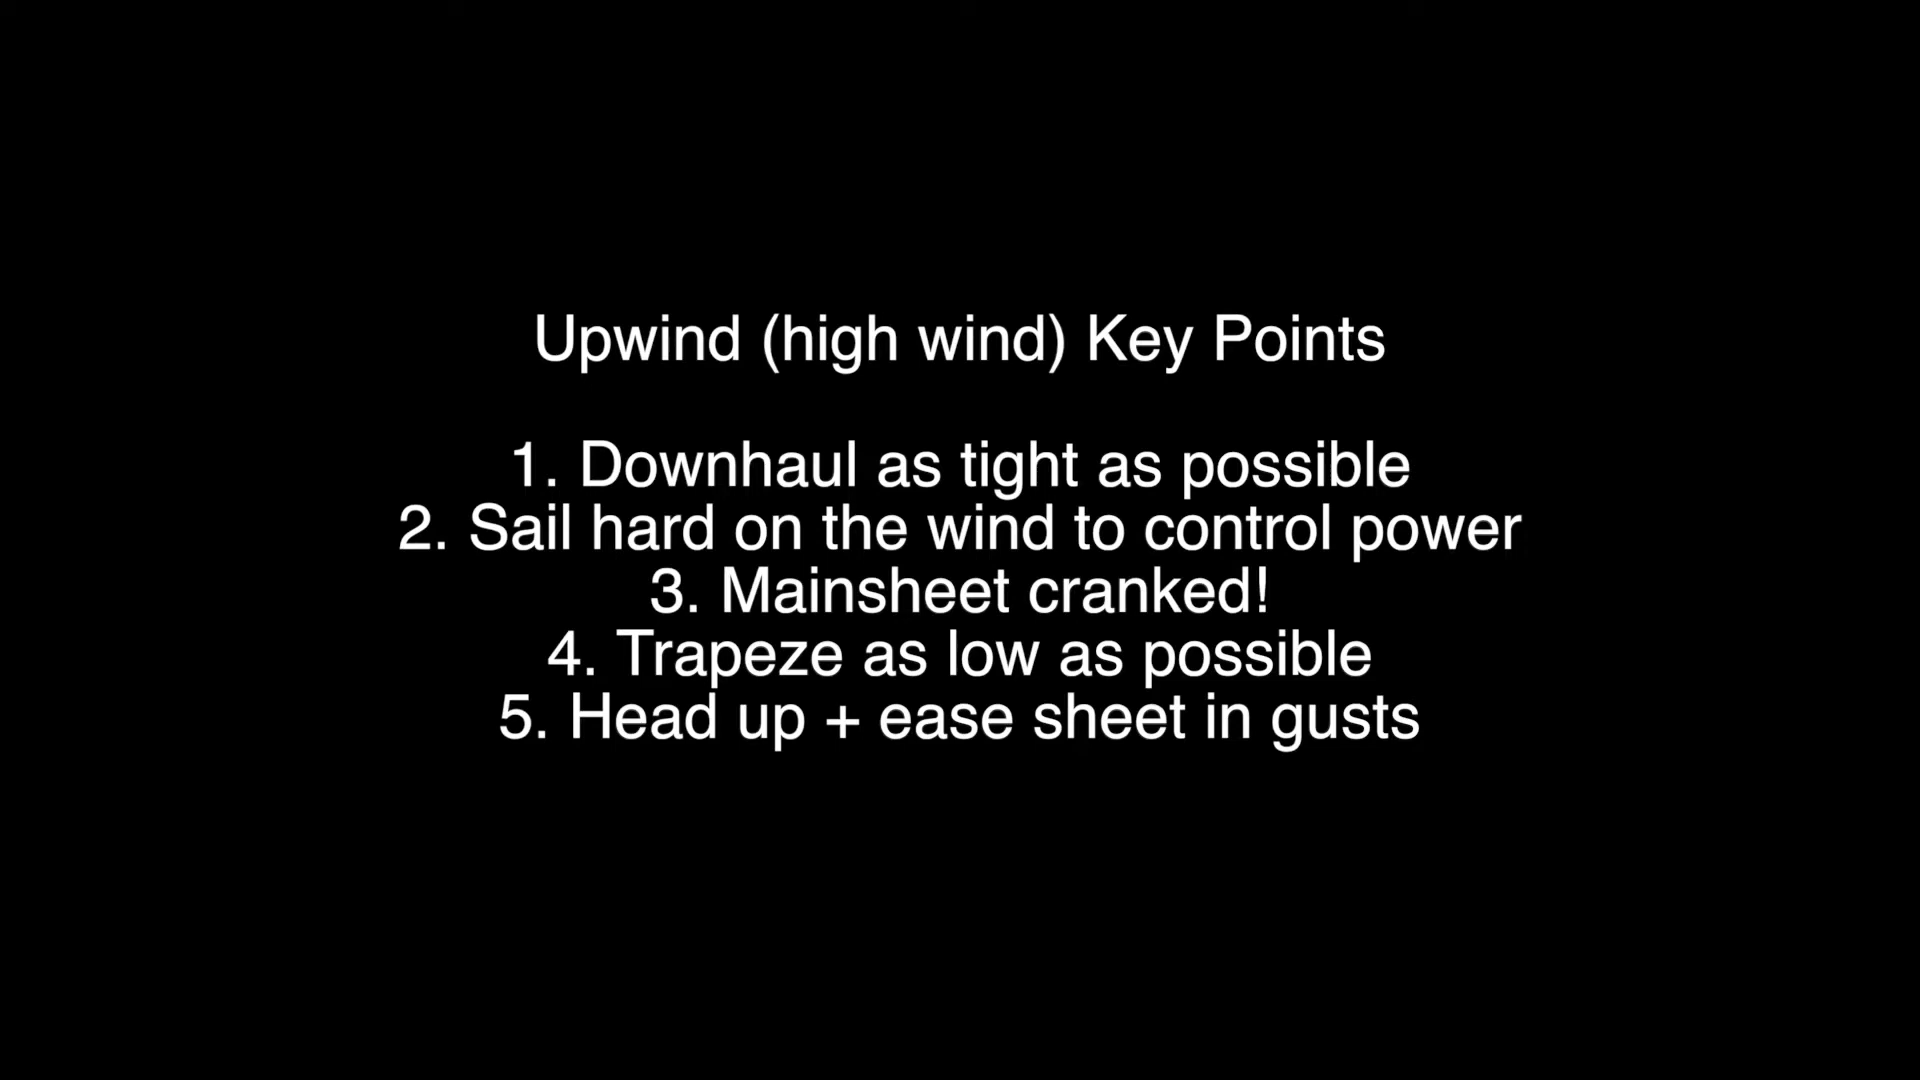 Upwind (high wind) Key Points
1. Downhaul as tight as possible
2. Sail hard on the wind to control power
3. Mainsheet cranked!
4. Trapeze as low as possible
5. Head up + ease sheet in gusts